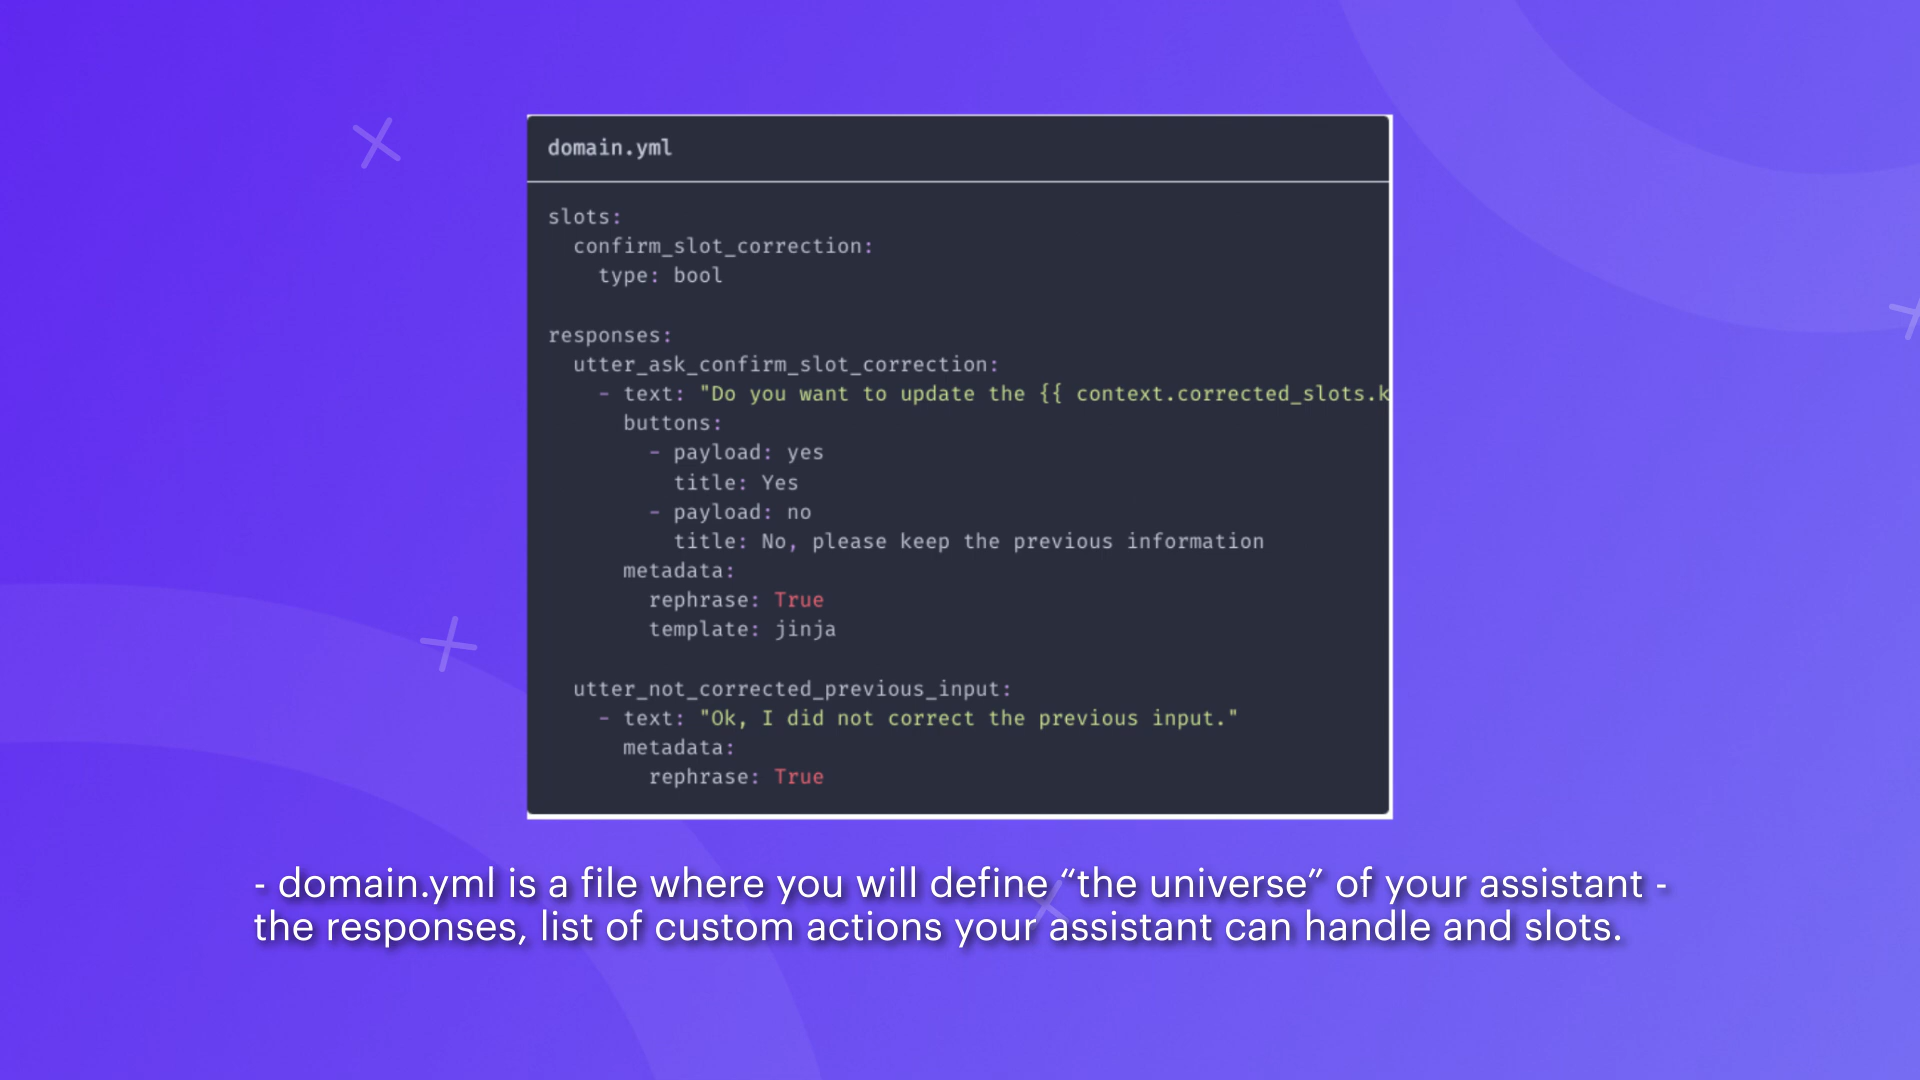 domain.yml
slots:
  confirm_slot_correction:
    type: bool
responses:
  utter_ask_confirm_slot_correction:
    - text: "Do you want to update the {{ context.corrected_slots.k
      buttons:
        - payload: yes
          title: Yes
        - payload: no
          title: No, please keep the previous information
      metadata:
        rephrase: True
        template: jinja
  utter_not_corrected_previous_input:
    - text: "Ok, I did not correct the previous input."
      metadata:
        rephrase: True
- domain.yml is a file where you will define “the universe” of your assistant -
the responses, list of custom actions your assistant can handle and slots.